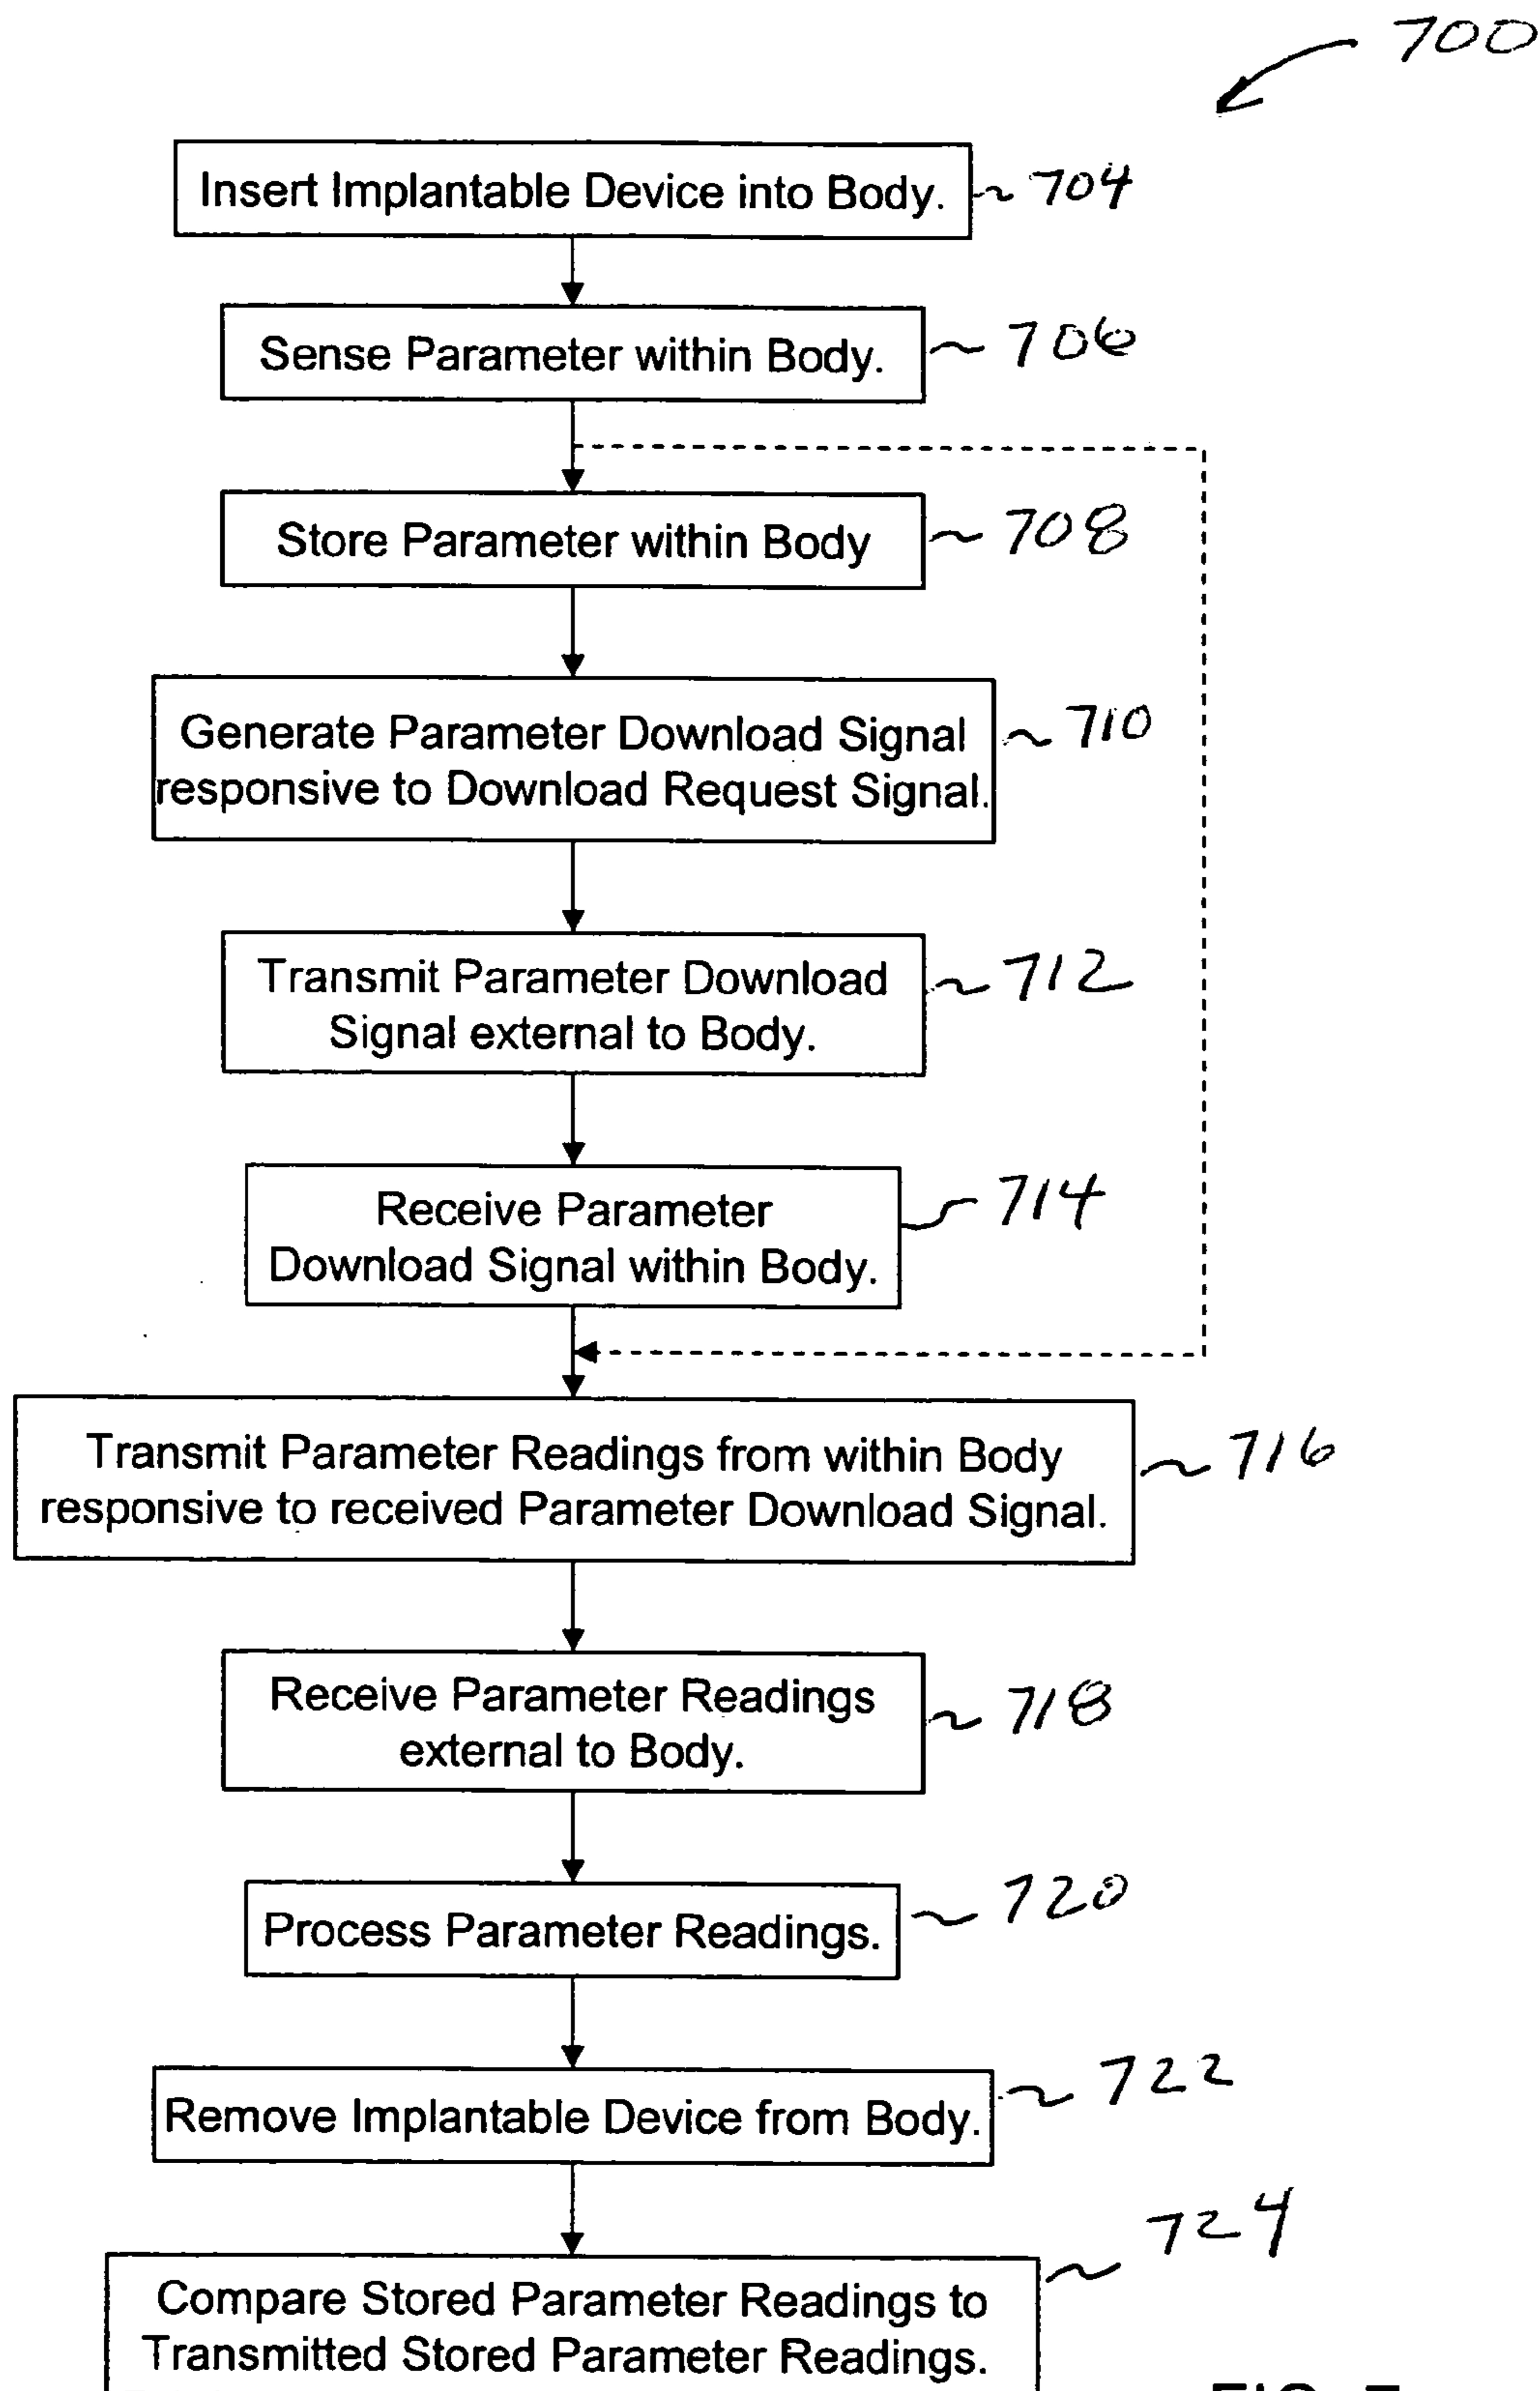 700
Insert Implantable Device into Body.
704
Sense Parameter within Body.
706
Store Parameter within Body
708
Generate Parameter Download Signal
responsive to Download Request Signal.
710
Transmit Parameter Download
Signal external to Body.
712
Receive Parameter
Download Signal within Body.
714
Transmit Parameter Readings from within Body
responsive to received Parameter Download Signal.
716
Receive Parameter Readings
external to Body.
718
Process Parameter Readings.
720
Remove Implantable Device from Body.
722
724
Compare Stored Parameter Readings to
Transmitted Stored Parameter Readings.